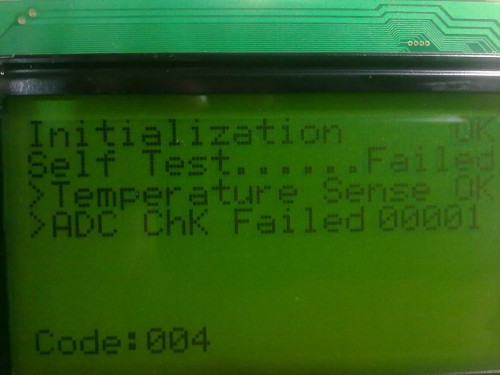 Initialization OK
Self Test......Failed
>Temperature Sense OK
>ADC ChK Failed 00001
Code:004